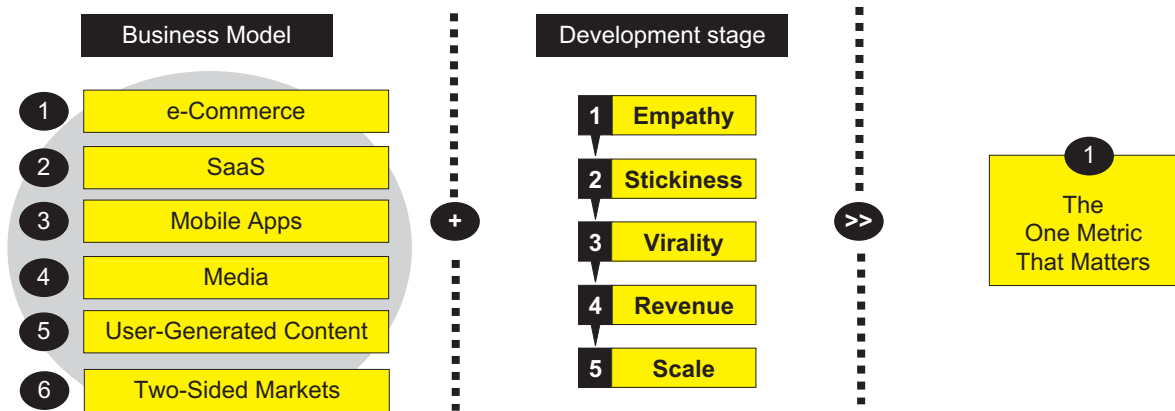 Business Model
1 e-Commerce
2 SaaS
3 Mobile Apps
4 Media
5 User-Generated Content
6 Two-Sided Markets
+
Development stage
1 Empathy
2 Stickiness
3 Virality
4 Revenue
5 Scale
>>
1
The
One Metric
That Matters